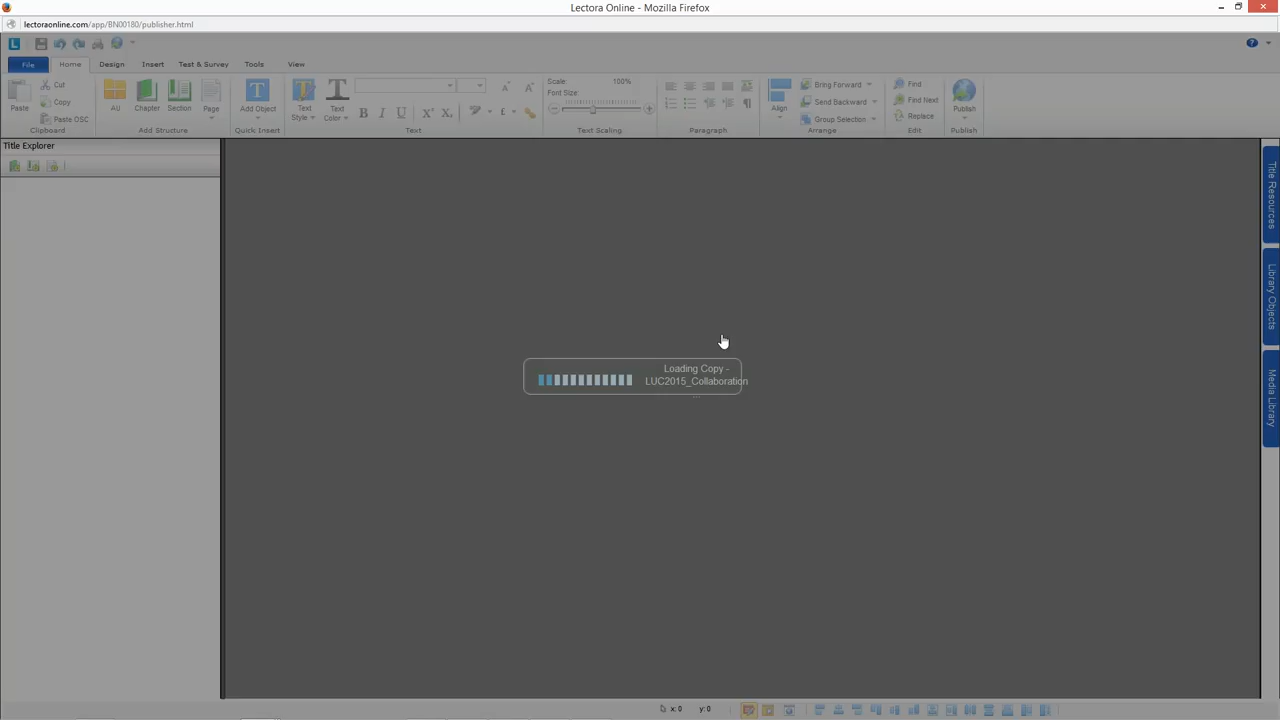 Lectora Online - Mozilla Firefox
lectoraonline.com/app/BN00180/publisher.html
File Home Design Insert Test & Survey Tools View
Paste Cut Copy Paste OSC
Clipboard
AU Chapter Section Page
Add Structure
Add Object
Quick Insert
Text Style Text Color
B I U X² X₂
Text
Scale: 100%
Font Size:
Text Scaling
Paragraph
Align Bring Forward Send Backward Group Selection
Arrange
Find
Find Next
Replace
Edit
Publish
Publish
Title Explorer
Loading Copy -
LUC2015_Collaboration
...
Title Resources
Library Objects
Media Library
x: 0 y: 0